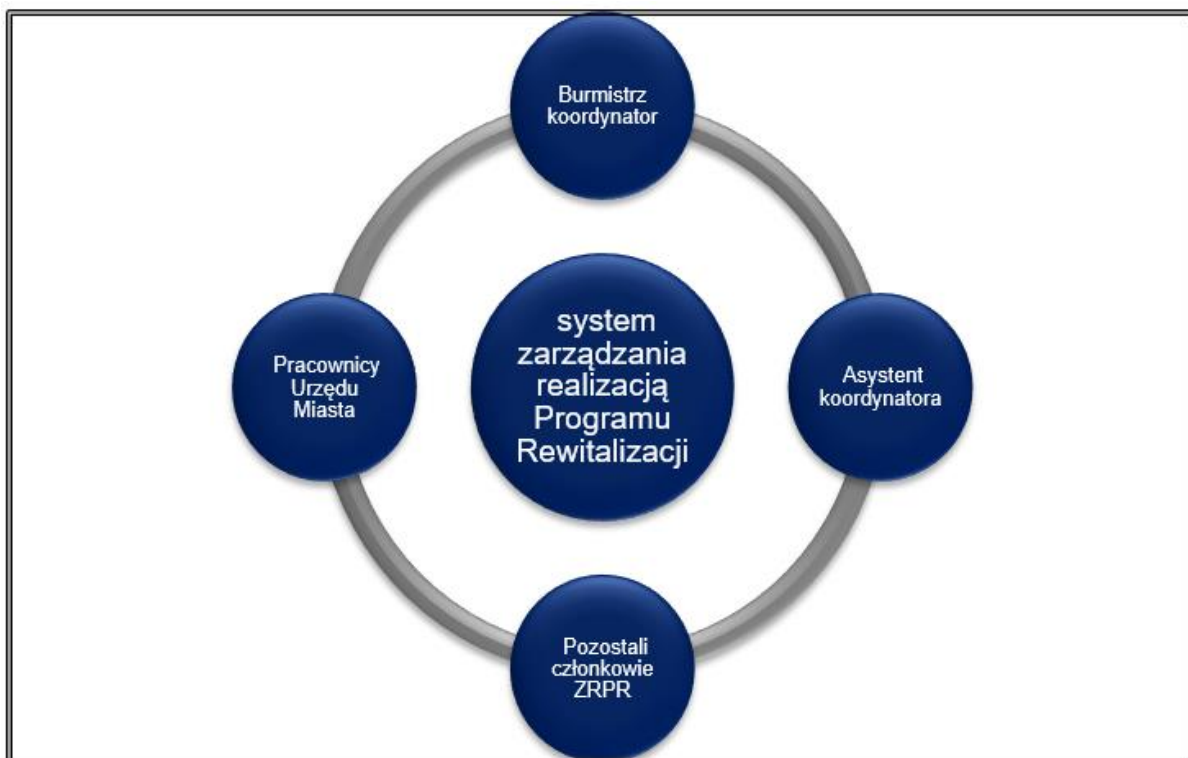 Burmistrz
koordynator
Pracownicy
Urzędu
Miasta
system
zarządzania
realizacją
Programu
Rewitalizacji
Asystent
koordynatora
Pozostali
członkowie
ZRPR